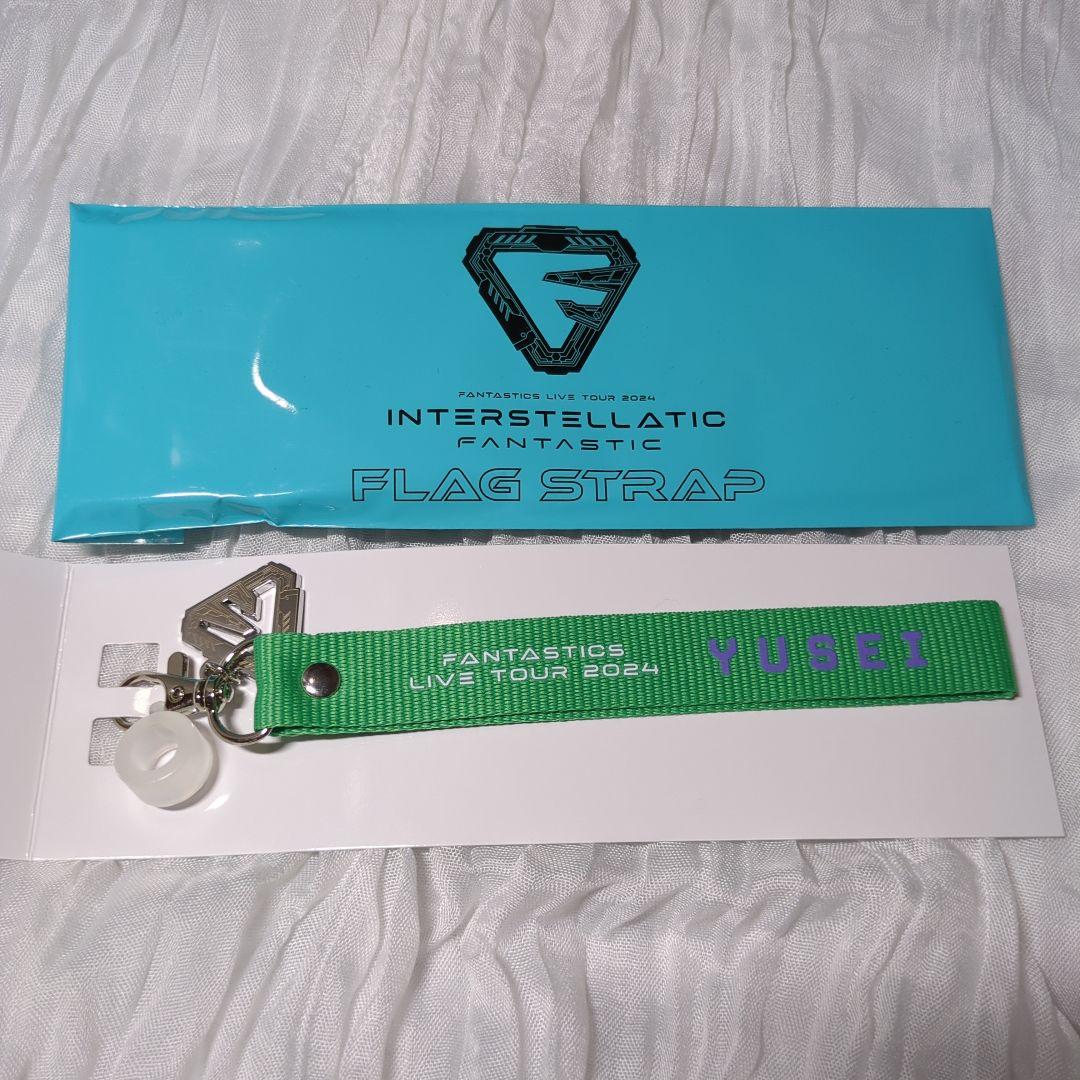 FANTASTICS LIVE TOUR 2024
INTERSTELLATIC
FANTASTIC
FLAG STRAP
FANTASTICS
LIVE TOUR 2024
YUSEI